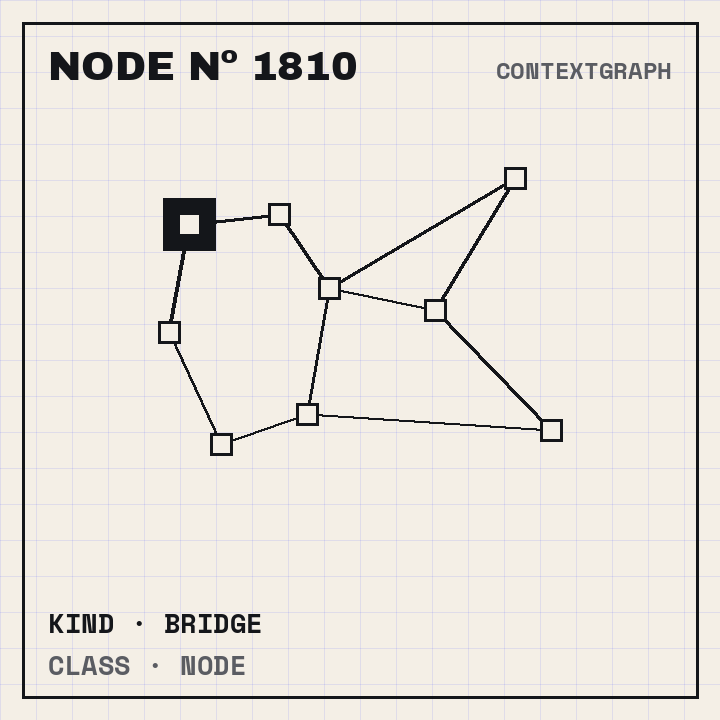 NODE Nº 1810
CONTEXTGRAPH
KIND · BRIDGE
CLASS · NODE